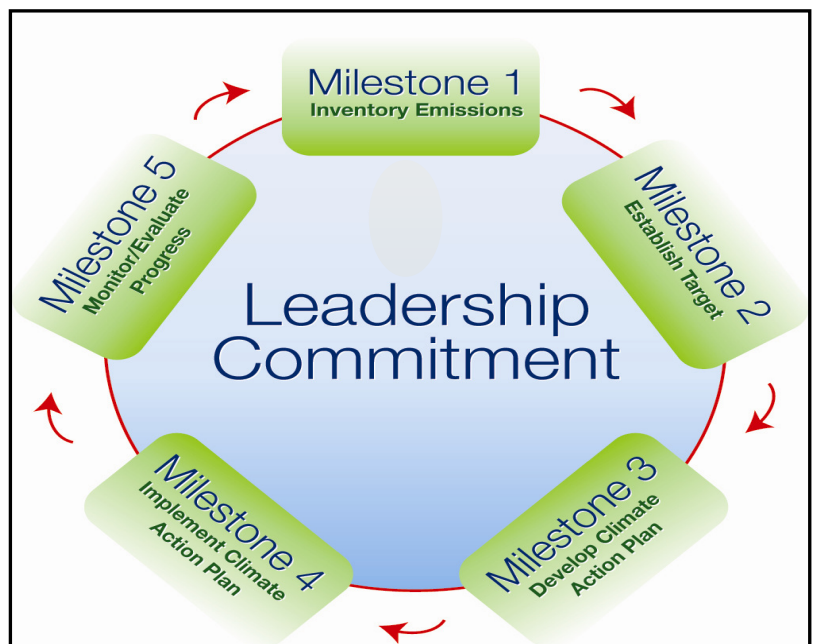 Milestone 1
Inventory Emissions
Milestone 2
Establish Target
Milestone 3
Develop Climate
Action Plan
Milestone 4
Implement Climate
Action Plan
Milestone 5
Monitor/Evaluate
Progress
Leadership
Commitment